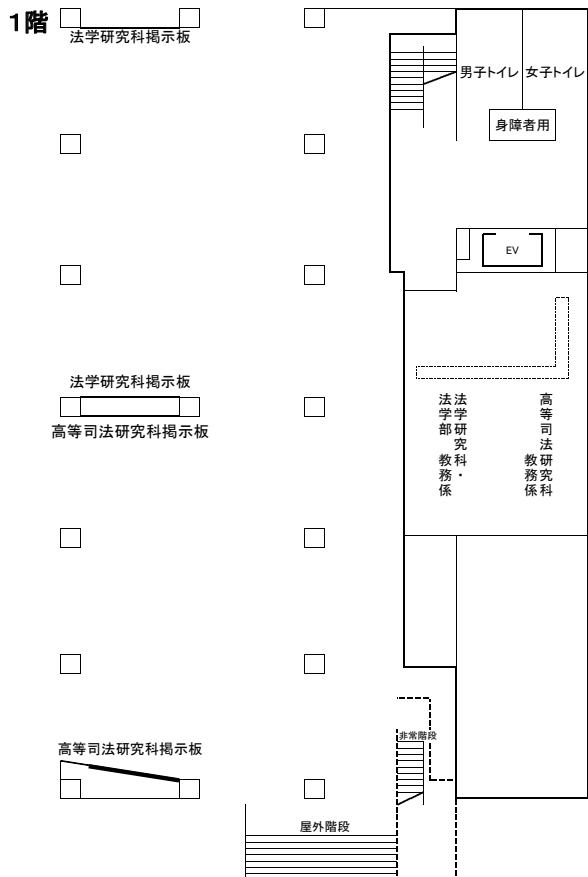 1階
法学研究科掲示板
男子トイレ
女子トイレ
身障者用
EV
法学研究科掲示板
高等司法研究科掲示板
法学研究科・
法学部 教務係
高等司法研究科
教務係
高等司法研究科掲示板
非常階段
屋外階段